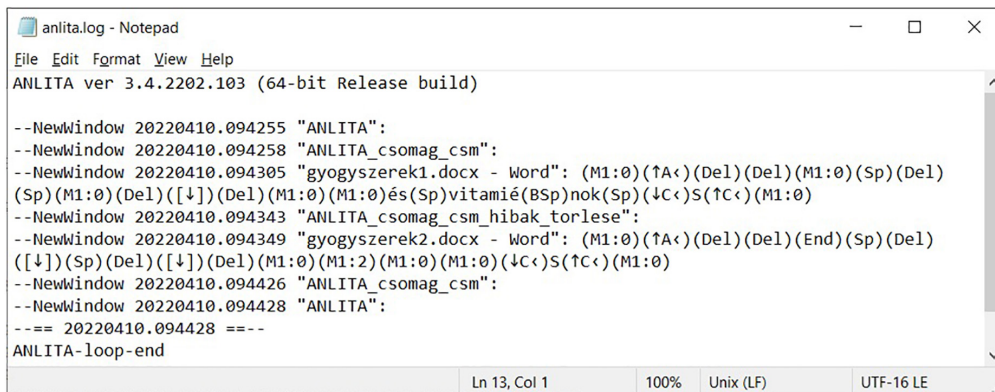 anlita.log - Notepad
File Edit Format View Help
ANLITA ver 3.4.2202.103 (64-bit Release build)
--NewWindow 20220410.094255 "ANLITA":
--NewWindow 20220410.094258 "ANLITA_csomag_csm":
--NewWindow 20220410.094305 "gyogyszerek1.docx - Word": (M1:0)(↑A‹)(Del)(Del)(M1:0)(Sp)(Del)
(Sp)(M1:0)(Del)([↓])(Del)(M1:0)(M1:0)és(Sp)vitamié(BSp)nok(Sp)(↓C‹)S(↑C‹)(M1:0)
--NewWindow 20220410.094343 "ANLITA_csomag_csm_hibak_torlese":
--NewWindow 20220410.094349 "gyogyszerek2.docx - Word": (M1:0)(↑A‹)(Del)(Del)(End)(Sp)(Del)
([↓])(Sp)(Del)([↓])(Del)(M1:0)(M1:2)(M1:0)(M1:0)(↓C‹)S(↑C‹)(M1:0)
--NewWindow 20220410.094426 "ANLITA_csomag_csm":
--NewWindow 20220410.094428 "ANLITA":
--== 20220410.094428 ==--
ANLITA-loop-end
Ln 13, Col 1 100% Unix (LF) UTF-16 LE